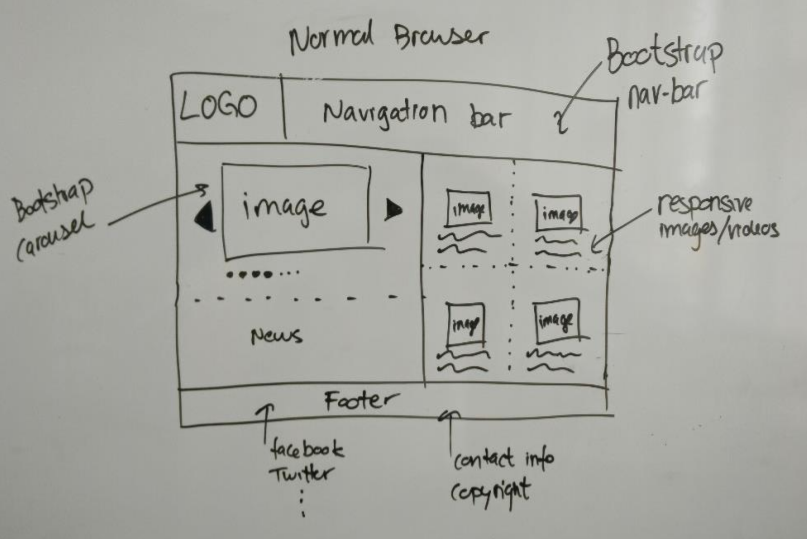 Normal Browser
Bootstrap
nav-bar
LOGO
Navigation bar
Bootstrap
carousel
image
image
image
responsive
images/videos
News
image
image
Footer
facebook
Twitter
contact info
copyright